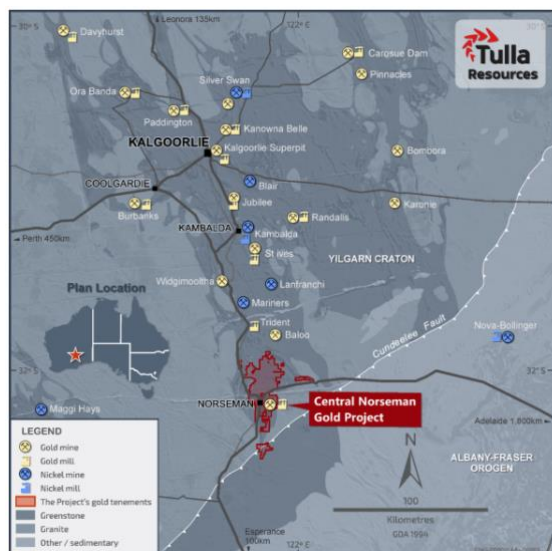 Leonora 135km
122°E
Davyhurst
Carosue Dam
Pinnacles
Tulla
Resources
Silver Swan
Ora Banda
Paddington
Kanowna Belle
KALGOORLIE
Kalgoorlie Superpit
Bombora
COOLGARDIE
Blair
Jubilee
Burbanks
Randalls
Karonie
KAMBALDA
Kambalda
Perth 450km
St ives
YILGARN CRATON
Widgimooltha
Lanfranchi
Plan Location
Mariners
Cundeelee Fault
Nova-Bollinger
Trident
Baloo
32°S
32°S
NORSEMAN
Central Norseman
Gold Project
Maggi Hays
Adelaide 1,800km
LEGEND
Gold mine
Gold mill
Nickel mine
Nickel mill
The Project's gold tenements
Greenstone
Granite
Other / sedimentary
N
ALBANY-FRASER
OROGEN
100
Kilometres
GDA 1994
Esperance
100km
122°E